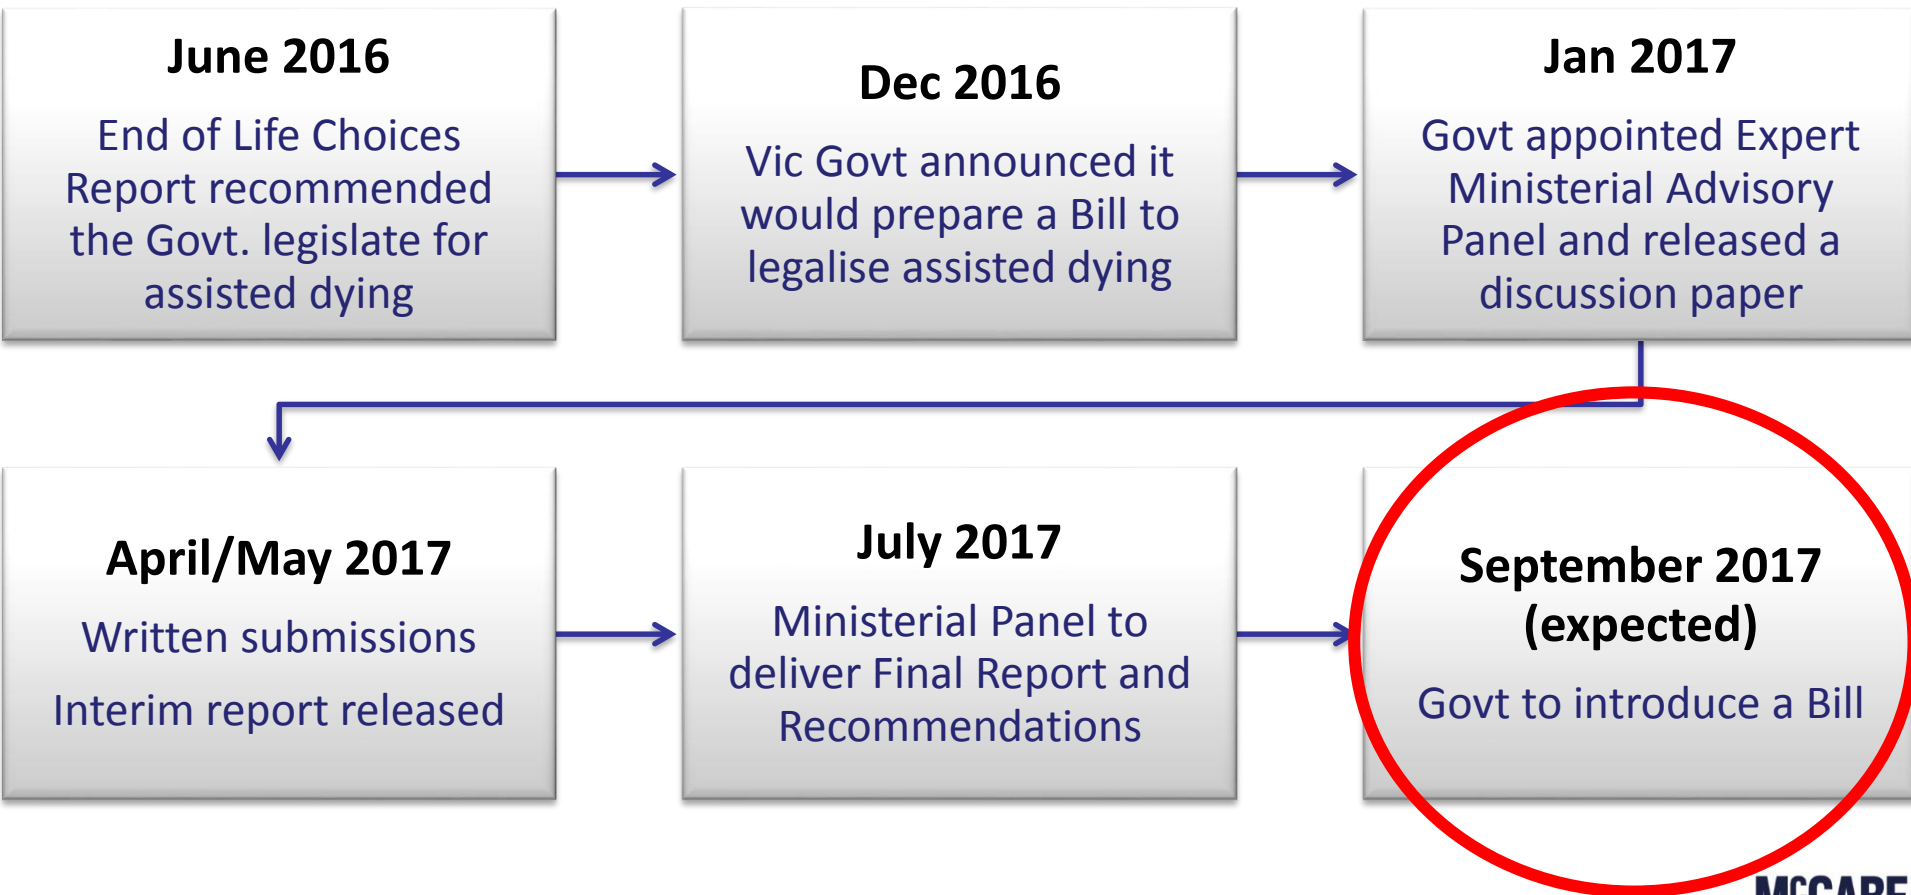 June 2016
End of Life Choices
Report recommended
the Govt. legislate for
assisted dying
Dec 2016
Vic Govt announced it
would prepare a Bill to
legalise assisted dying
Jan 2017
Govt appointed Expert
Ministerial Advisory
Panel and released a
discussion paper
April/May 2017
Written submissions
Interim report released
July 2017
Ministerial Panel to
deliver Final Report and
Recommendations
September 2017
(expected)
Govt to introduce a Bill